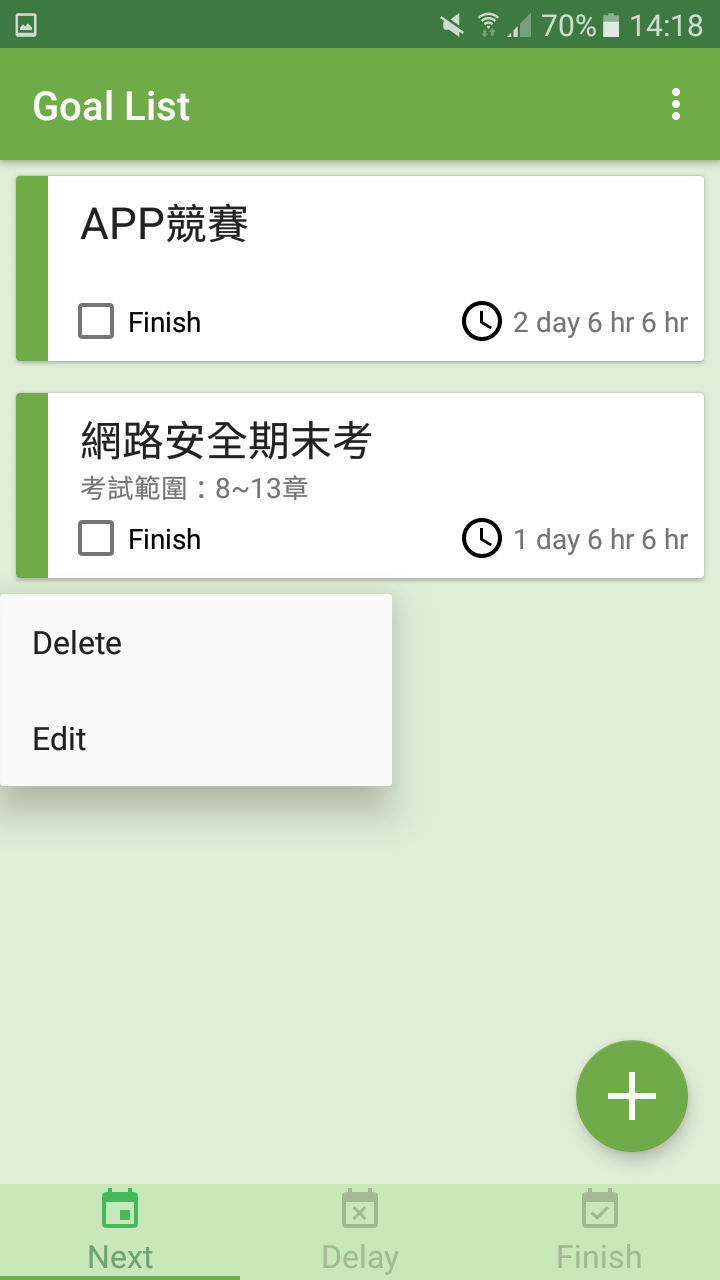 70% 14:18
Goal List
APP競賽
Finish 2 day 6 hr 6 hr
網路安全期末考
考試範圍：8~13章
Finish 1 day 6 hr 6 hr
Delete
Edit
Next Delay Finish